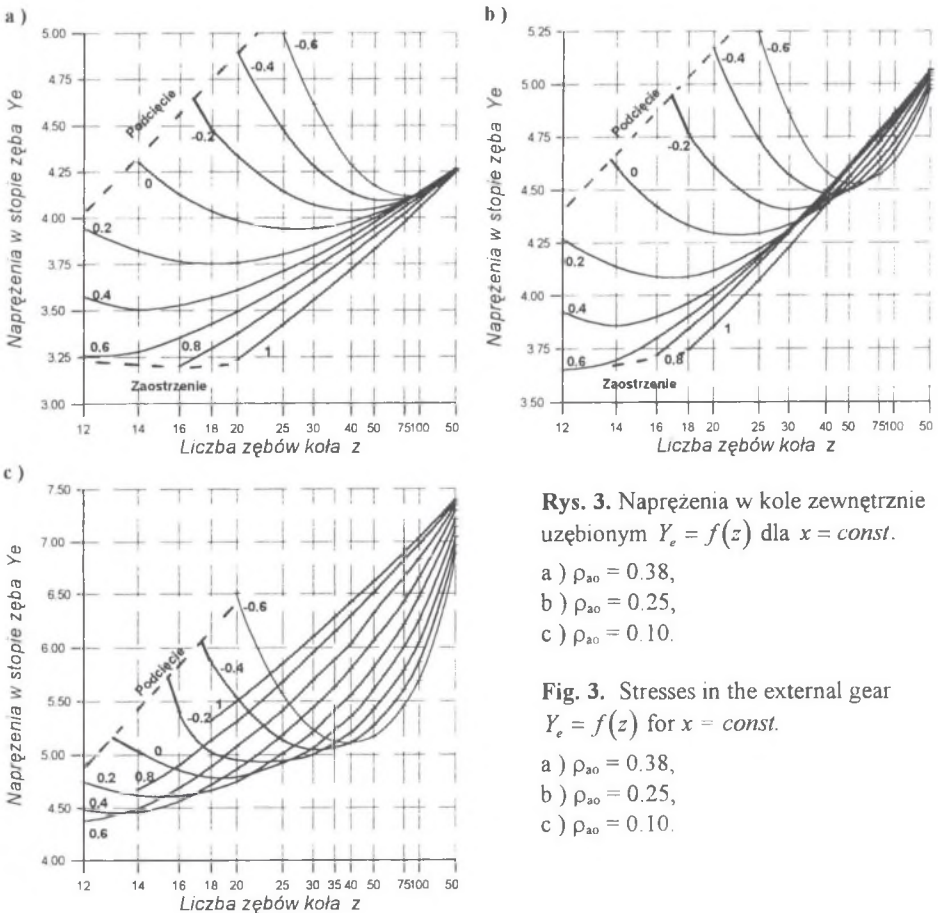 a)
Naprężenia w stopie zęba Ye
5.00
4.75
4.50
4.25
4.00
3.75
3.50
3.25
3.00
Podcięcie
-0.6
-0.4
-0.2
0
0.2
0.4
0.6
0.8
1
Zaostrzenie
12 14 16 18 20 25 30 40 50 75100 50
Liczba zębów koła z
b)
Naprężenia w stopie zęba Ye
5.25
5.00
4.75
4.50
4.25
4.00
3.75
3.50
Podcięcie
-0.6
-0.4
-0.2
0
0.2
0.4
0.6
0.8
1
Zaostrzenie
12 14 16 18 20 25 30 40 50 75100 50
Liczba zębów koła z
c)
Naprężenia w stopie zęba Ye
7.50
7.00
6.50
6.00
5.50
5.00
4.50
4.00
Podcięcie
-0.6
-0.4
-0.2
1
0
0.2
0.8
0.4
0.6
12 14 16 18 20 25 30 35 40 50 75100 50
Liczba zębów koła z
Rys. 3. Naprężenia w kole zewnętrznie
uzębionym Ye = f(z) dla x = const.
a) ρao = 0.38,
b) ρao = 0.25,
c) ρao = 0.10.
Fig. 3. Stresses in the external gear
Ye = f(z) for x = const.
a) ρao = 0.38,
b) ρao = 0.25,
c) ρao = 0.10.